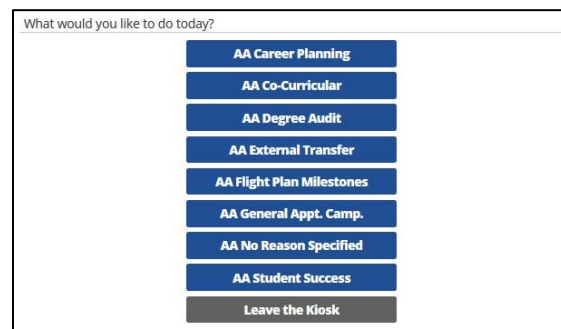 What would you like to do today?
AA Career Planning
AA Co-Curricular
AA Degree Audit
AA External Transfer
AA Flight Plan Milestones
AA General Appt. Camp.
AA No Reason Specified
AA Student Success
Leave the Kiosk